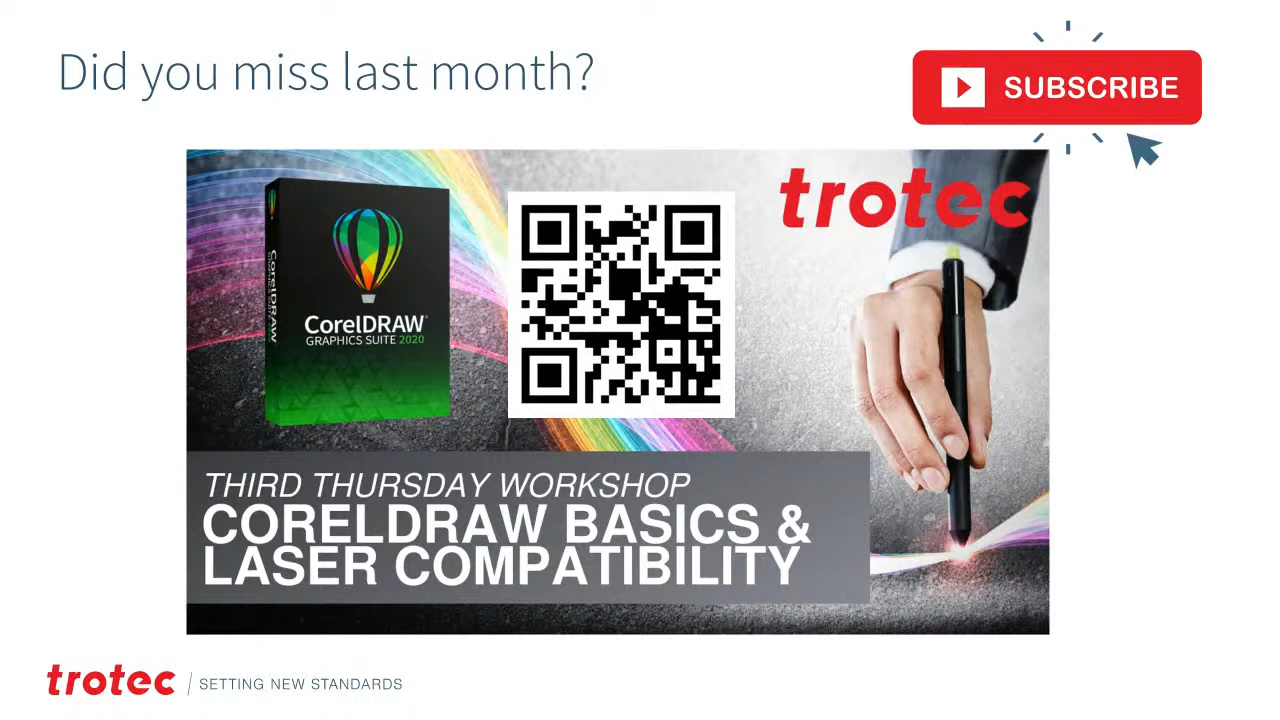 Did you miss last month?
SUBSCRIBE
trotec
CorelDRAW
CorelDRAW®
GRAPHICS SUITE 2020
THIRD THURSDAY WORKSHOP
CORELDRAW BASICS &
LASER COMPATIBILITY
trotec / SETTING NEW STANDARDS